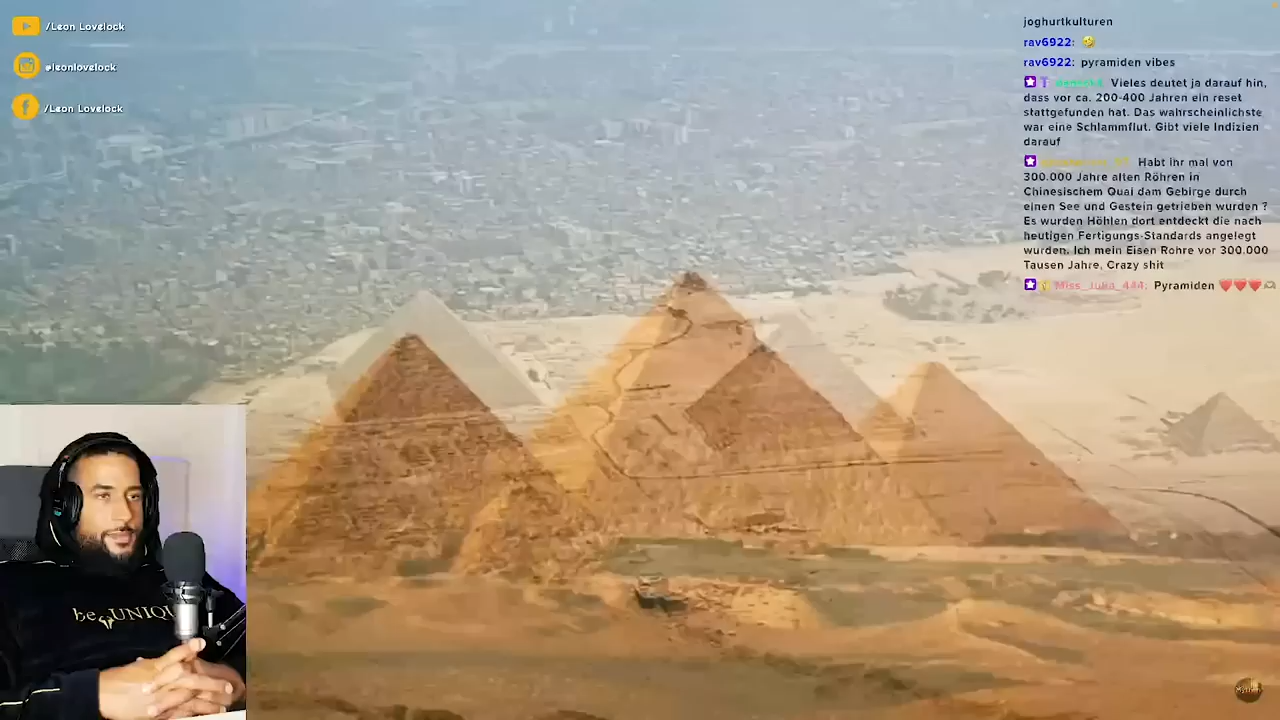 /Leon Lovelock
@leonlovelock
/Leon Lovelock
joghurtkulturen
rav6922:
rav6922: pyramiden vibes
Vieles deutet ja darauf hin,
dass vor ca. 200-400 Jahren ein reset
stattgefunden hat. Das wahrscheinlichste
war eine Schlammflut. Gibt viele Indizien
darauf
Habt ihr mal von
300.000 Jahre alten Röhren in
Chinesischem Quai dam Gebirge durch
einen See und Gestein getrieben wurden ?
Es wurden Höhlen dort entdeckt die nach
heutigen Fertigungs-Standards angelegt
wurden. Ich mein Eisen Rohre vor 300.000
Tausen Jahre, Crazy shit
Miss_Julia_444: Pyramiden ❤️❤️❤️🫶
be UNIQU